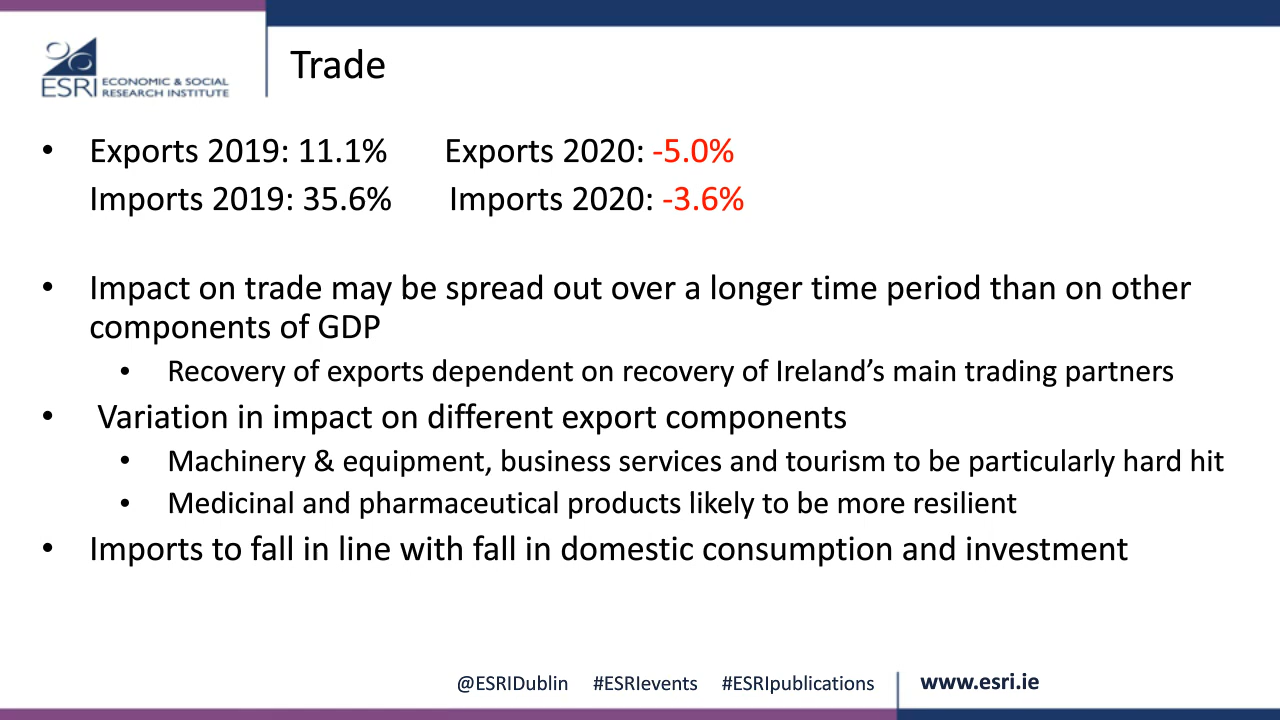 ESRI ECONOMIC & SOCIAL
RESEARCH INSTITUTE
Trade
• Exports 2019: 11.1% Exports 2020: -5.0%
Imports 2019: 35.6% Imports 2020: -3.6%
• Impact on trade may be spread out over a longer time period than on other
components of GDP
• Recovery of exports dependent on recovery of Ireland’s main trading partners
• Variation in impact on different export components
• Machinery & equipment, business services and tourism to be particularly hard hit
• Medicinal and pharmaceutical products likely to be more resilient
• Imports to fall in line with fall in domestic consumption and investment
@ESRIDublin #ESRIevents #ESRIpublications www.esri.ie